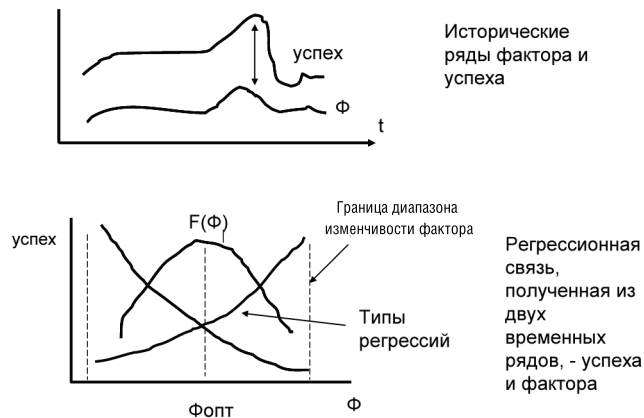 успех
Ф
t
Исторические
ряды фактора и
успеха
успех
F(Ф)
Граница диапазона
изменчивости фактора
Типы
регрессий
Фопт
Ф
Регрессионная
связь,
полученная из
двух
временных
рядов, - успеха
и фактора